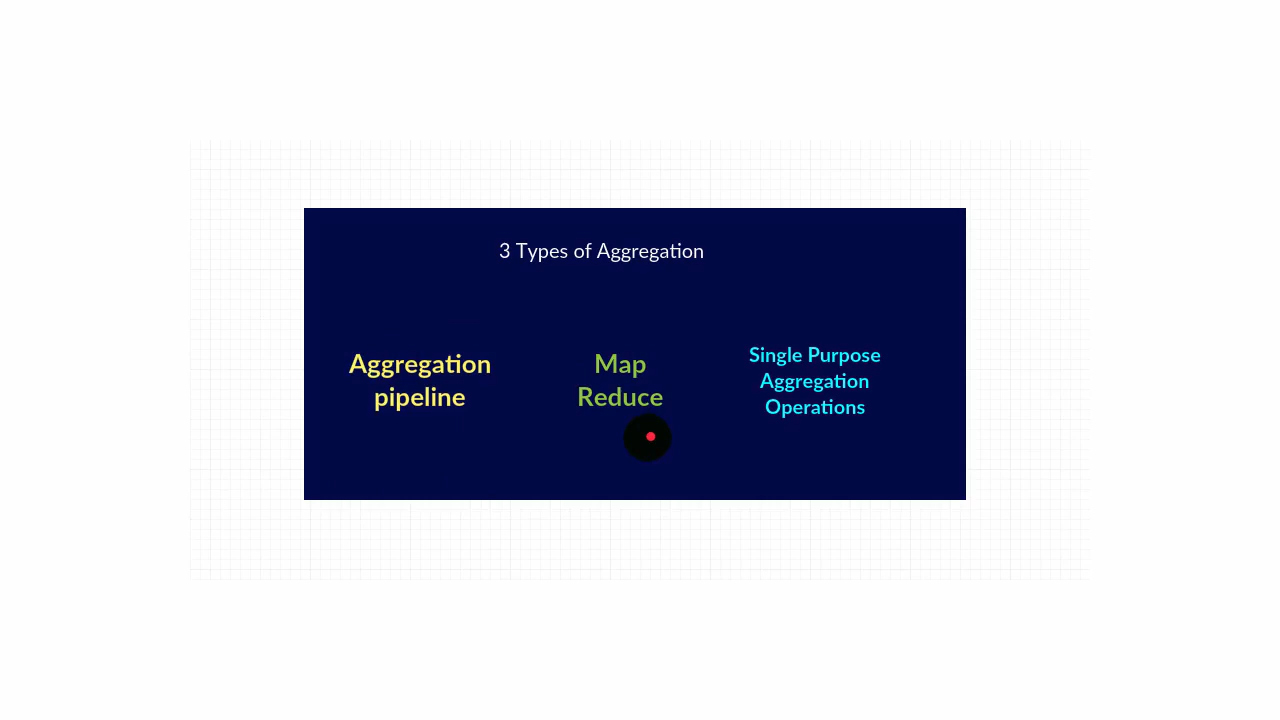 3 Types of Aggregation
Aggregation
pipeline
Map
Reduce
Single Purpose
Aggregation
Operations